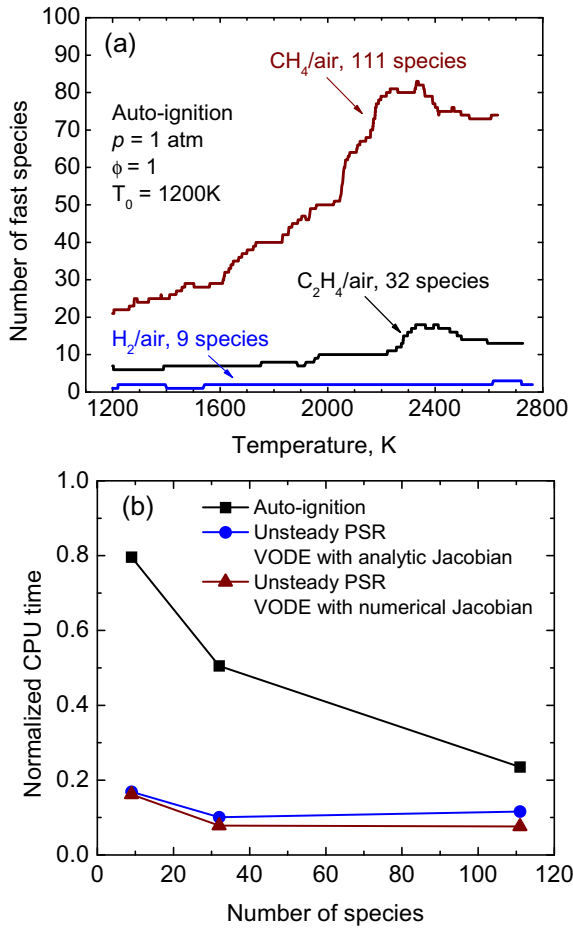 (a)
CH₄/air, 111 species
Auto-ignition
p = 1 atm
ϕ = 1
T₀ = 1200K
C₂H₄/air, 32 species
H₂/air, 9 species
Number of fast species
100
90
80
70
60
50
40
30
20
10
0
1200 1600 2000 2400 2800
Temperature, K
(b)
Auto-ignition
Unsteady PSR
VODE with analytic Jacobian
Unsteady PSR
VODE with numerical Jacobian
Normalized CPU time
1.0
0.8
0.6
0.4
0.2
0.0
0 20 40 60 80 100 120
Number of species